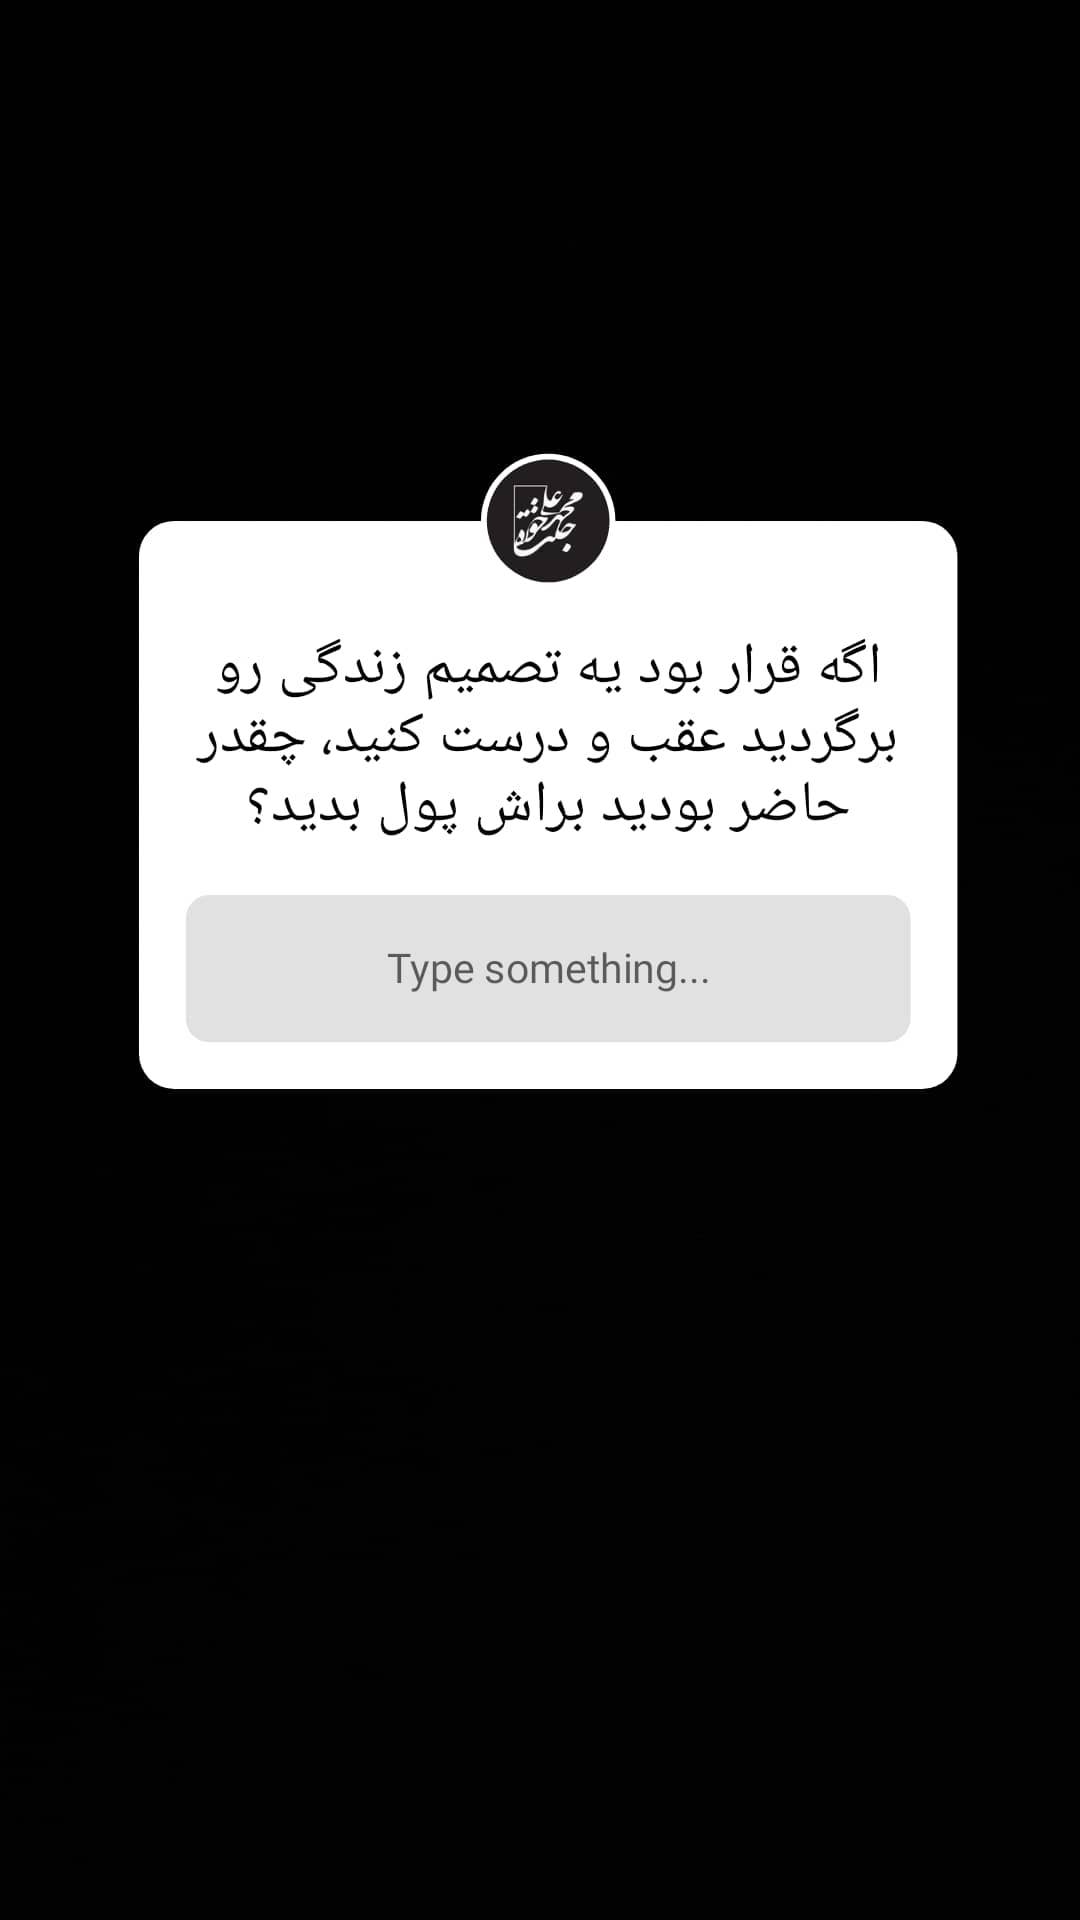 اگه قرار بود یه تصمیم زندگی رو
برگردید عقب و درست کنید، چقدر
حاضر بودید براش پول بدید؟
Type something...